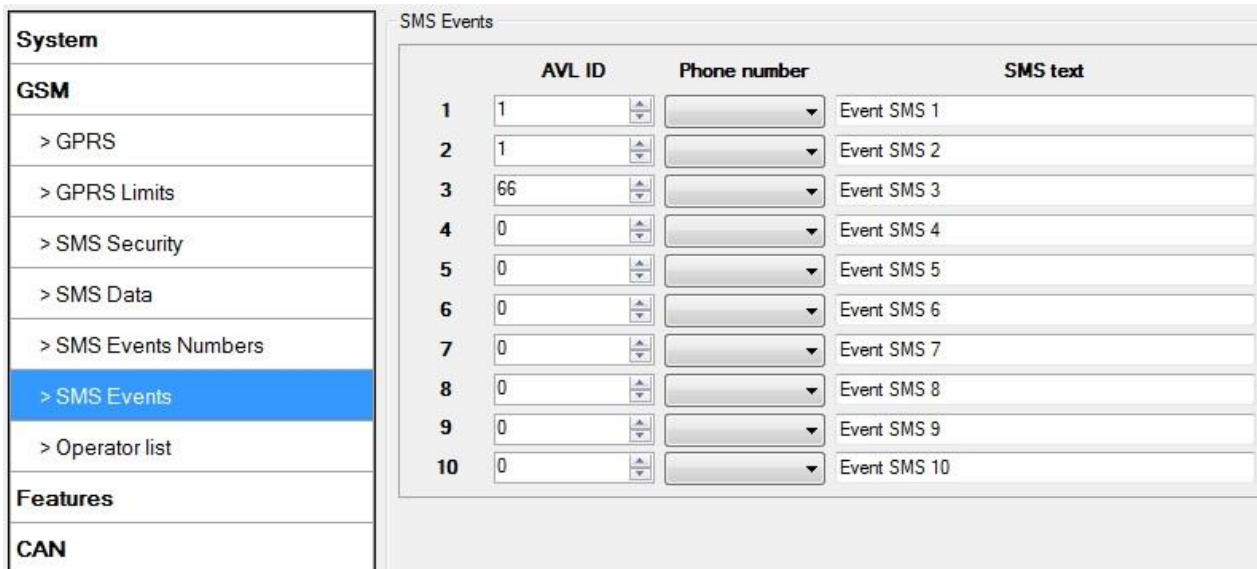 System
GSM
> GPRS
> GPRS Limits
> SMS Security
> SMS Data
> SMS Events Numbers
> SMS Events
> Operator list
Features
CAN
SMS Events
AVL ID Phone number SMS text
1 1 Event SMS 1
2 1 Event SMS 2
3 66 Event SMS 3
4 0 Event SMS 4
5 0 Event SMS 5
6 0 Event SMS 6
7 0 Event SMS 7
8 0 Event SMS 8
9 0 Event SMS 9
10 0 Event SMS 10